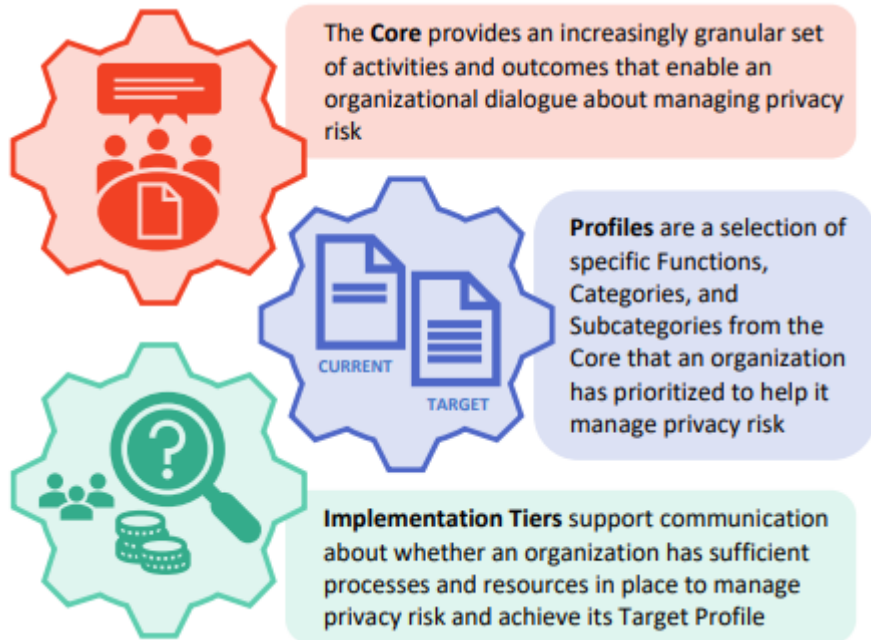 The Core provides an increasingly granular set
of activities and outcomes that enable an
organizational dialogue about managing privacy
risk
Profiles are a selection of
specific Functions,
Categories, and
Subcategories from the
Core that an organization
has prioritized to help it
manage privacy risk
CURRENT
TARGET
Implementation Tiers support communication
about whether an organization has sufficient
processes and resources in place to manage
privacy risk and achieve its Target Profile